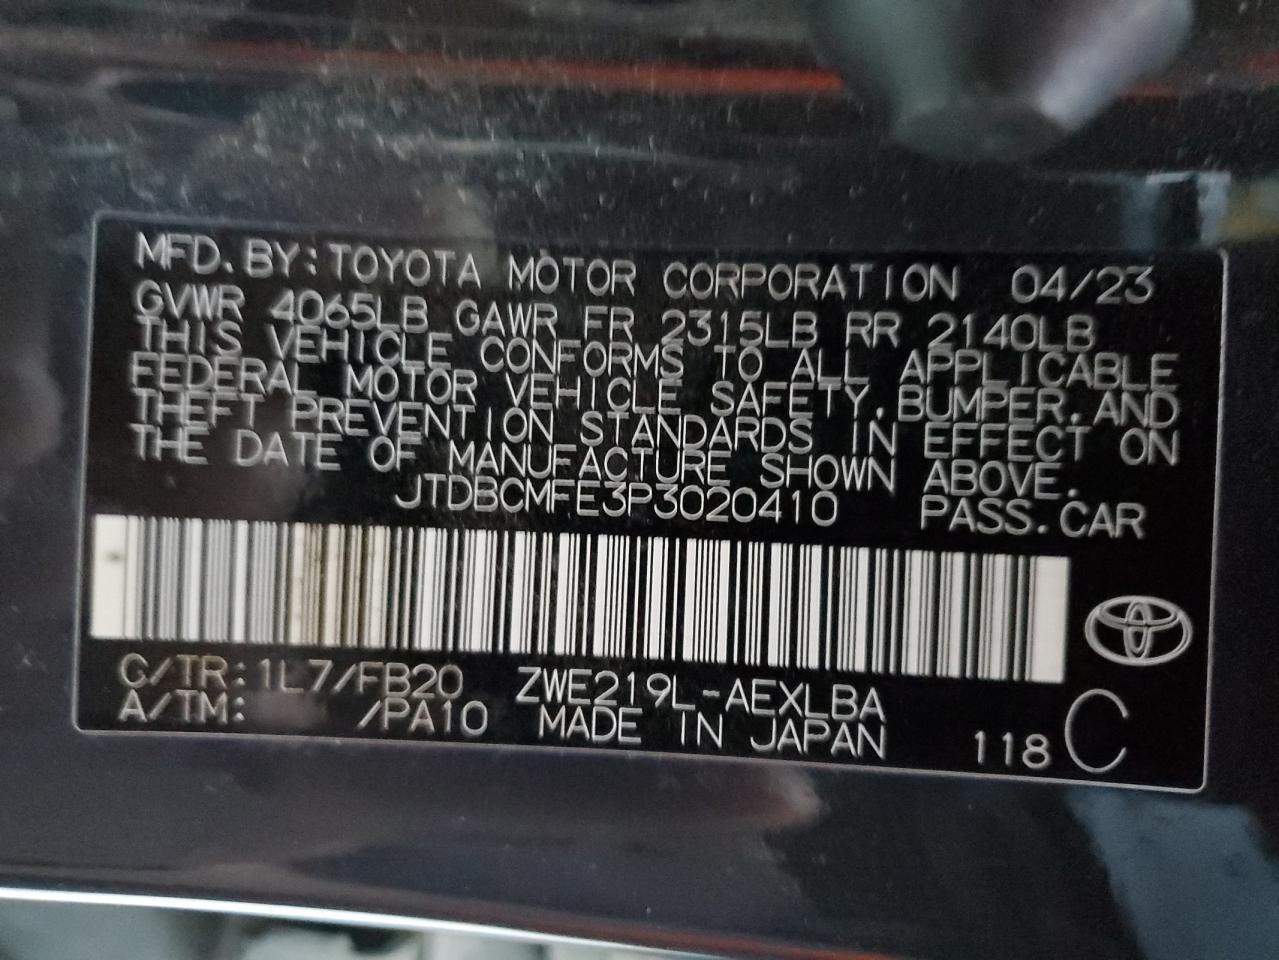 MFD.BY:TOYOTA MOTOR CORPORATION 04/23
GVWR 4065LB GAWR FR 2315LB RR 2140LB
THIS VEHICLE CONFORMS TO ALL APPLICABLE
FEDERAL MOTOR VEHICLE SAFETY,BUMPER,AND
THEFT PREVENTION STANDARDS IN EFFECT ON
THE DATE OF MANUFACTURE SHOWN ABOVE.
JTDBCMFE3P3020410 PASS.CAR
C/TR:1L7/FB20 ZWE219L-AEXLBA
A/TM: /PA10 MADE IN JAPAN 118 C